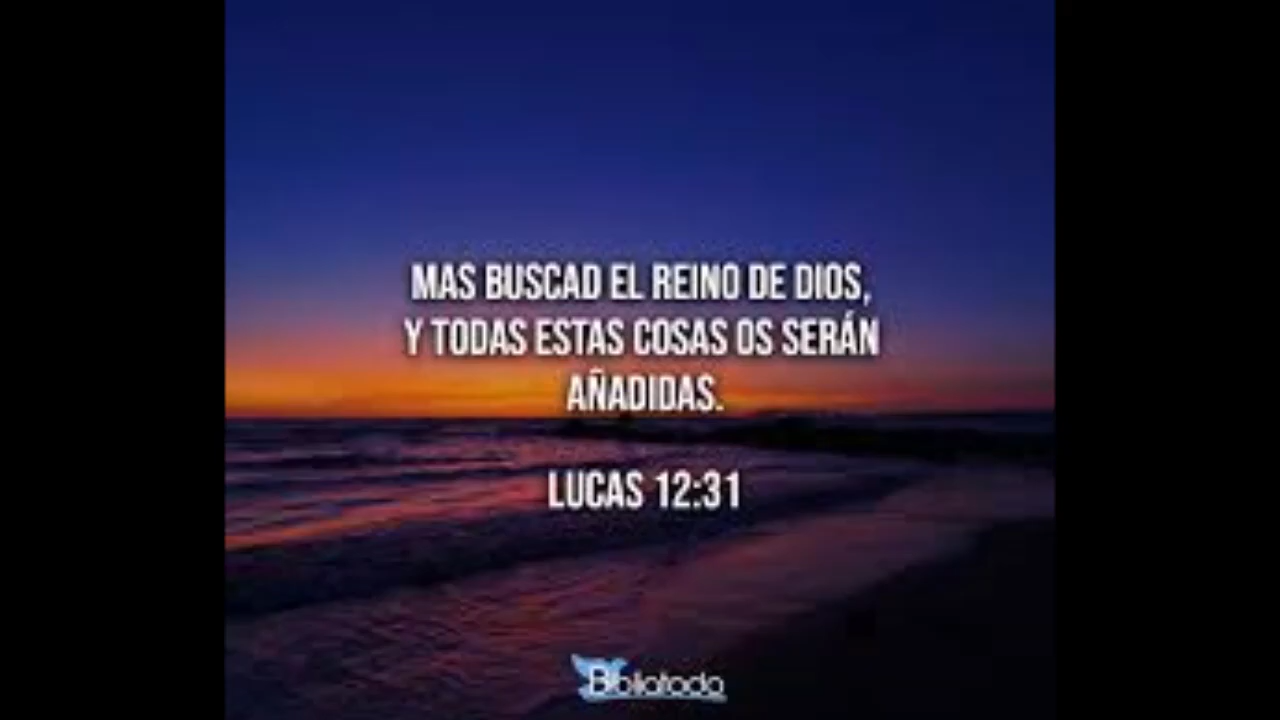 MAS BUSCAD EL REINO DE DIOS,
Y TODAS ESTAS COSAS OS SERÁN
AÑADIDAS.
LUCAS 12:31
Bibliatodo